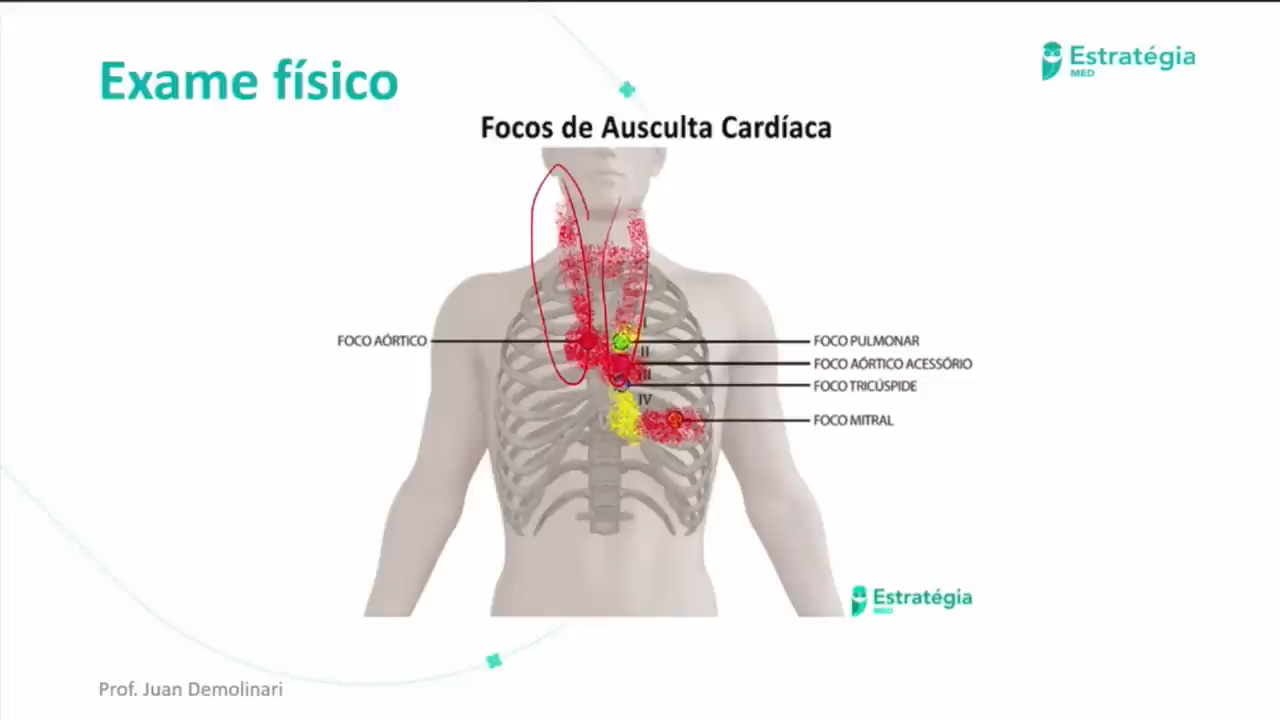 Exame físico
Estratégia
MED
Focos de Ausculta Cardíaca
FOCO AÓRTICO
I
FOCO PULMONAR
II
FOCO AÓRTICO ACESSÓRIO
III
FOCO TRICÚSPIDE
IV
FOCO MITRAL
Estratégia
MED
Prof. Juan Demolinari